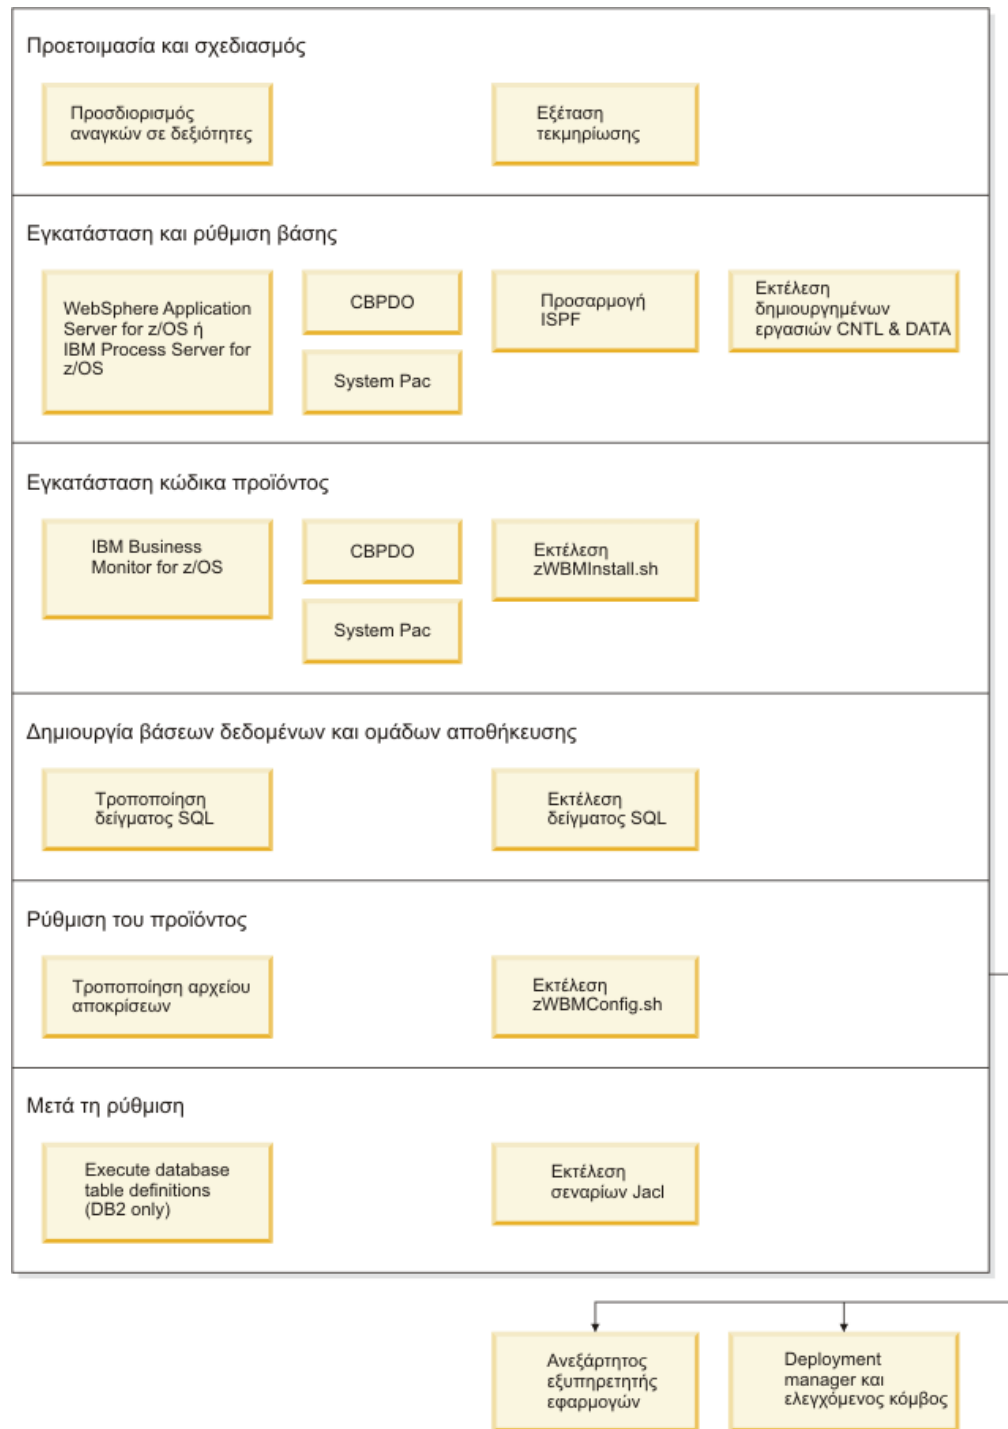 Προετοιμασία και σχεδιασμός
Προσδιορισμός
αναγκών σε δεξιότητες
Εξέταση
τεκμηρίωσης
Εγκατάσταση και ρύθμιση βάσης
WebSphere Application
Server for z/OS ή
IBM Process Server for
z/OS
CBPDO
System Pac
Προσαρμογή
ISPF
Εκτέλεση
δημιουργημένων
εργασιών CNTL & DATA
Εγκατάσταση κώδικα προϊόντος
IBM Business
Monitor for z/OS
CBPDO
System Pac
Εκτέλεση
zWBMInstall.sh
Δημιουργία βάσεων δεδομένων και ομάδων αποθήκευσης
Τροποποίηση
δείγματος SQL
Εκτέλεση
δείγματος SQL
Ρύθμιση του προϊόντος
Τροποποίηση αρχείου
αποκρίσεων
Εκτέλεση
zWBMConfig.sh
Μετά τη ρύθμιση
Execute database
table definitions
(DB2 only)
Εκτέλεση
σεναρίων Jacl
Ανεξάρτητος
εξυπηρετητής
εφαρμογών
Deployment
manager και
ελεγχόμενος κόμβος